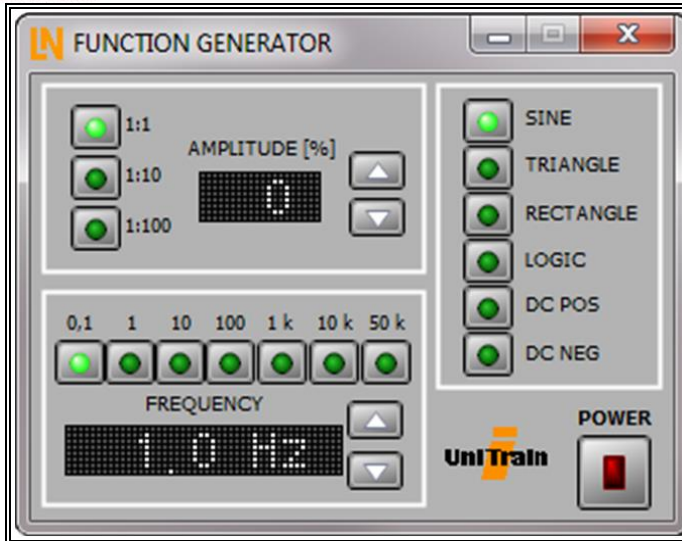 LN FUNCTION GENERATOR
1:1
1:10
1:100
AMPLITUDE [%]
0
SINE
TRIANGLE
RECTANGLE
LOGIC
DC POS
DC NEG
0,1 1 10 100 1 k 10 k 50 k
FREQUENCY
1.0 Hz
UniTrain
POWER